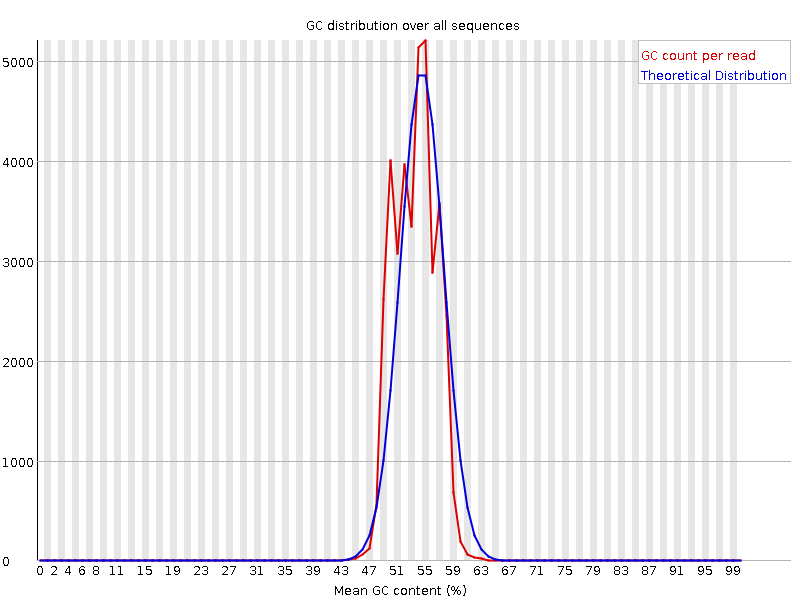 GC distribution over all sequences
GC count per read
Theoretical Distribution
5000
4000
3000
2000
1000
0
0 2 4 6 8 11 15 19 23 27 31 35 39 43 47 51 55 59 63 67 71 75 79 83 87 91 95 99
Mean GC content (%)